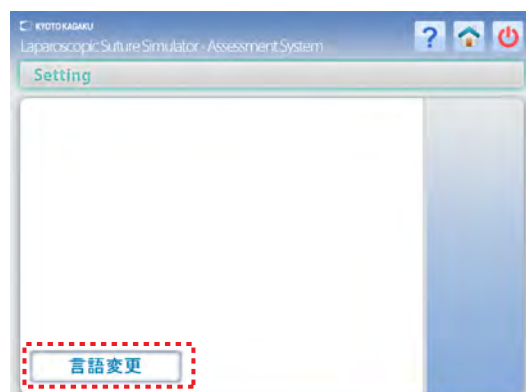 KYOTO KAGAKU
Laparoscopic Suture Simulator - Assessment System
?
Setting
言語変更